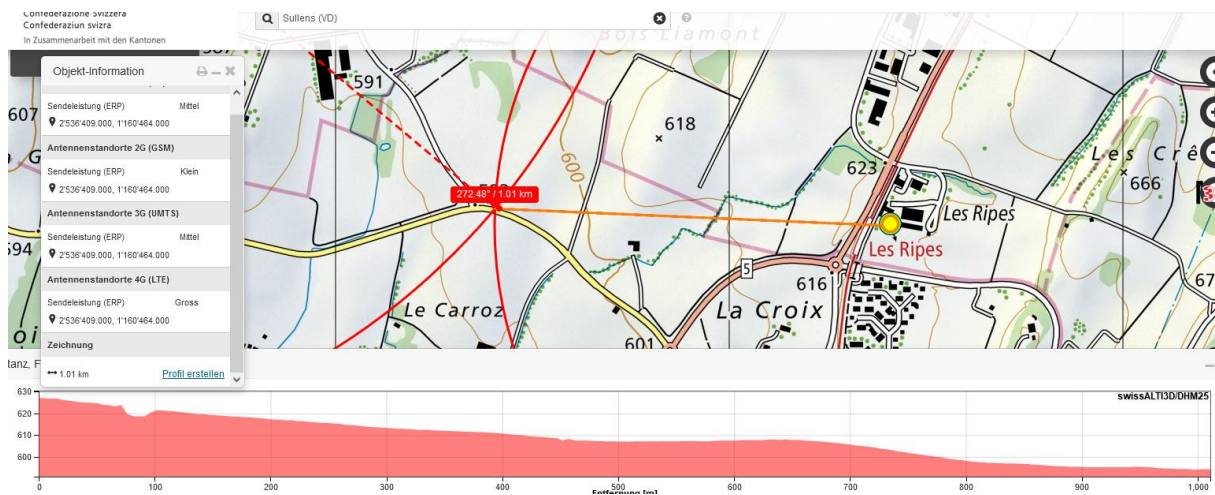 Confederazione Svizzera
Confederaziun svizra
In Zusammenarbeit mit den Kantonen
Sullens (VD)
Bois Liamont
Objekt-Information
Sendeleistung (ERP) Mittel
2'536'409.000, 1'160'464.000
Antennenstandorte 2G (GSM)
Sendeleistung (ERP) Klein
2'536'409.000, 1'160'464.000
Antennenstandorte 3G (UMTS)
Sendeleistung (ERP) Mittel
2'536'409.000, 1'160'464.000
Antennenstandorte 4G (LTE)
Sendeleistung (ERP) Gross
2'536'409.000, 1'160'464.000
Zeichnung
1.01 km Profil erstellen
607
594
591
618
600
623
Les Crê
666
272.48° / 1.01 km
Les Ripes
Les Ripes
5
616
67
Le Carroz
La Croix
601
tanz, F
swissALTI3D/DHM25
630
620
610
600
0 100 200 300 400 500 600 700 800 900 1,000
Entfernung [m]